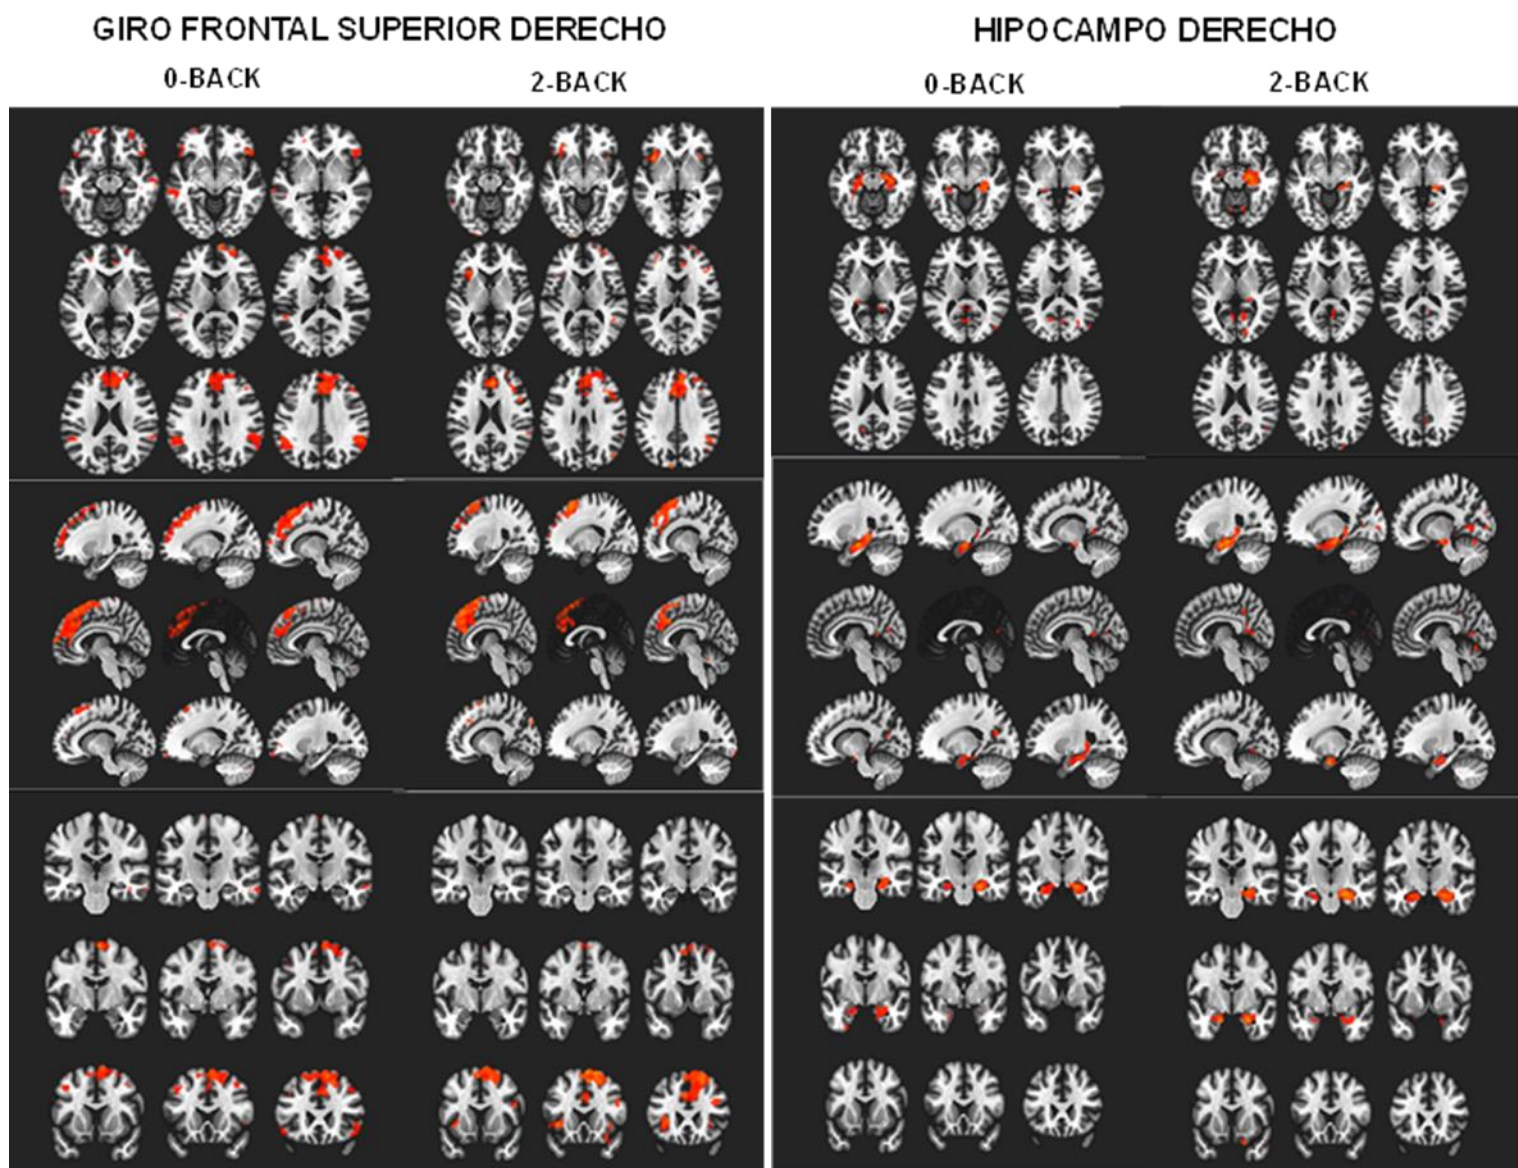 GIRO FRONTAL SUPERIOR DERECHO
0-BACK
2-BACK
HIPOCAMPO DERECHO
0-BACK
2-BACK